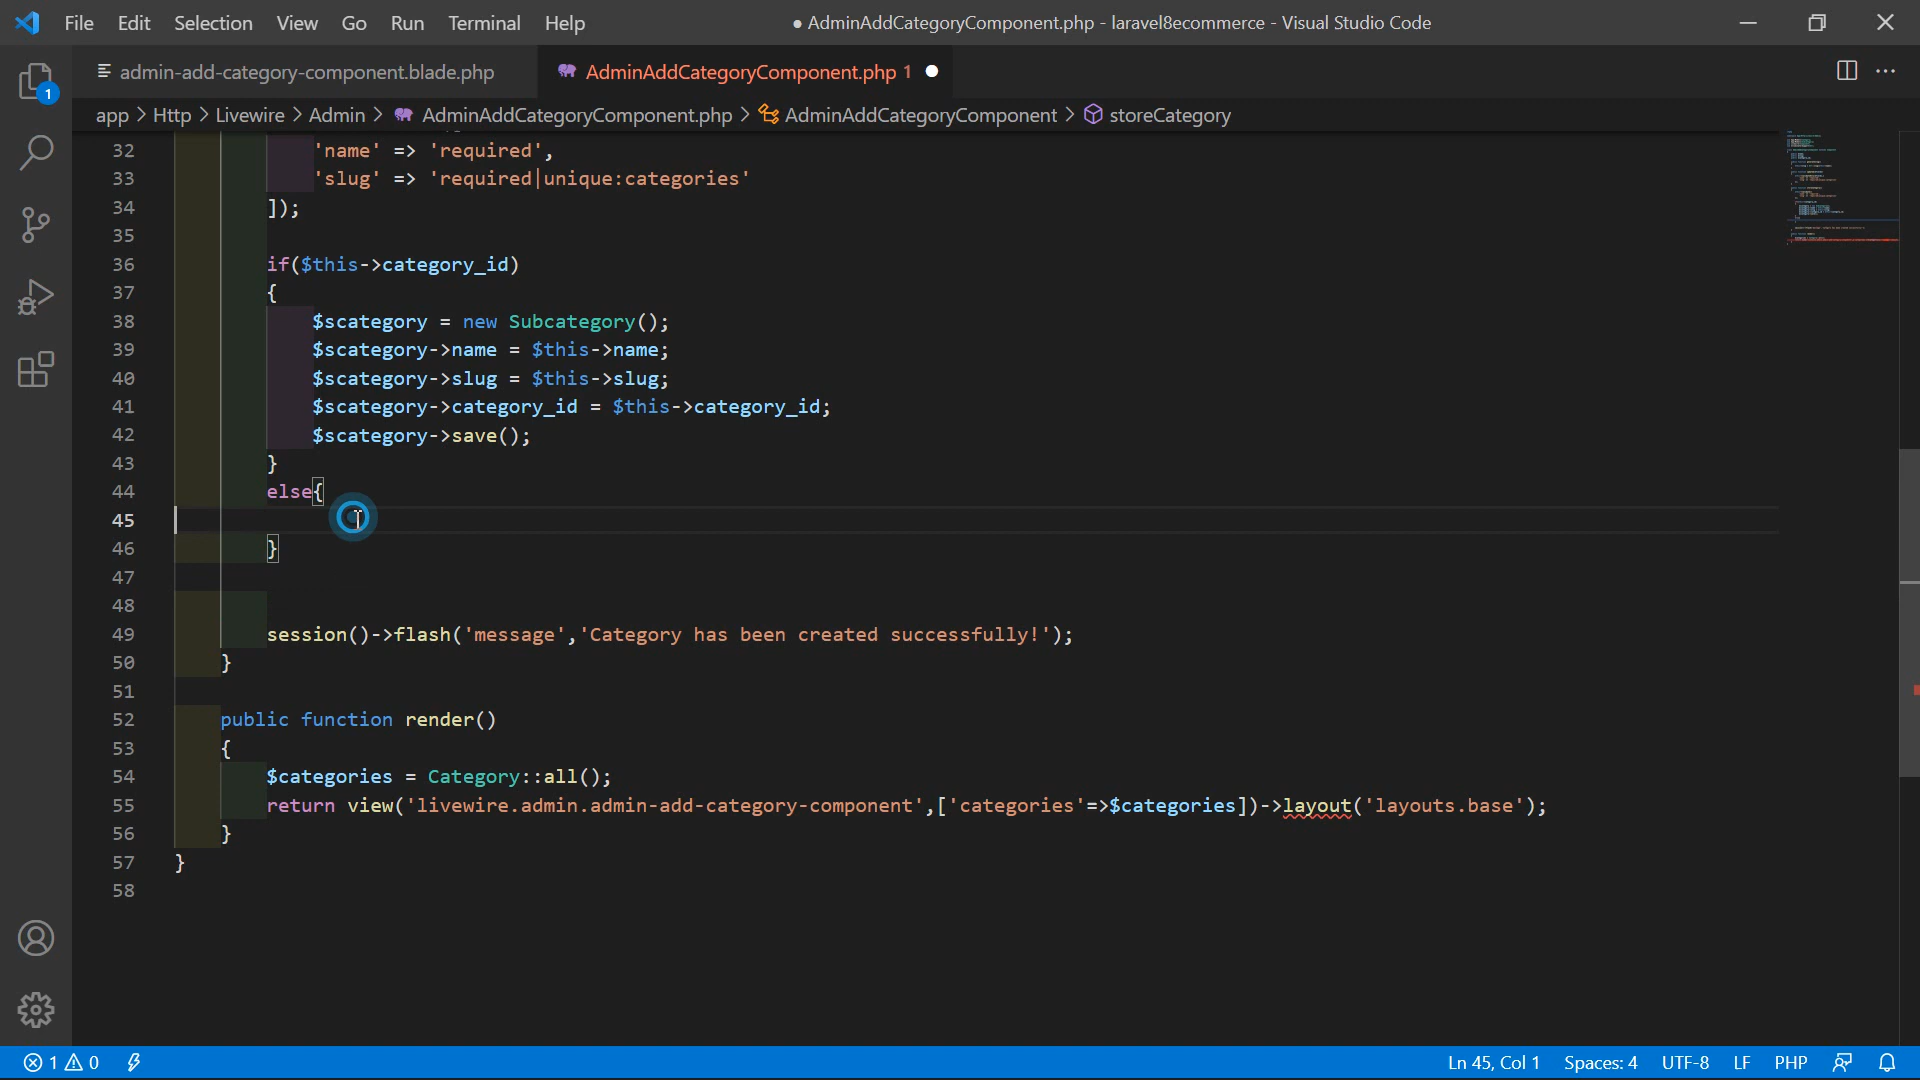 File Edit Selection View Go Run Terminal Help ● AdminAddCategoryComponent.php - laravel8ecommerce - Visual Studio Code
admin-add-category-component.blade.php AdminAddCategoryComponent.php 1
app > Http > Livewire > Admin > AdminAddCategoryComponent.php > AdminAddCategoryComponent > storeCategory
32 'name' => 'required',
33 'slug' => 'required|unique:categories'
34 ]);
35
36 if($this->category_id)
37 {
38 $scategory = new Subcategory();
39 $scategory->name = $this->name;
40 $scategory->slug = $this->slug;
41 $scategory->category_id = $this->category_id;
42 $scategory->save();
43 }
44 else{
45
46 }
47
48
49 session()->flash('message','Category has been created successfully!');
50 }
51
52 public function render()
53 {
54 $categories = Category::all();
55 return view('livewire.admin.admin-add-category-component',['categories'=>$categories])->layout('layouts.base');
56 }
57 }
58
1
1 0 Ln 45, Col 1 Spaces: 4 UTF-8 LF PHP